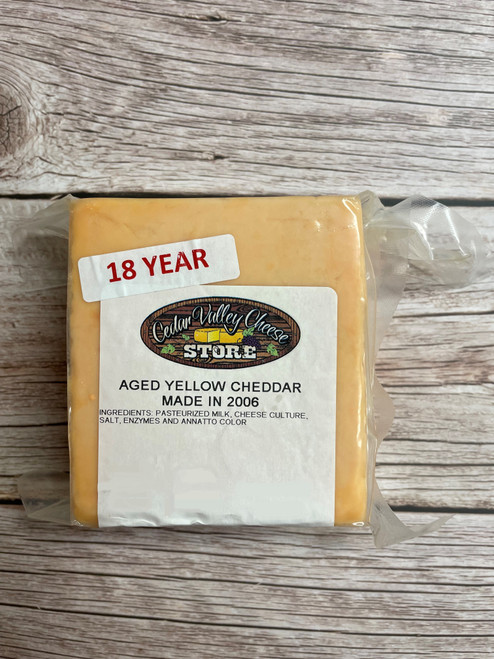 18 YEAR
Cedar Valley Cheese
STORE
AGED YELLOW CHEDDAR
MADE IN 2006
INGREDIENTS: PASTEURIZED MILK, CHEESE CULTURE,
SALT, ENZYMES AND ANNATTO COLOR